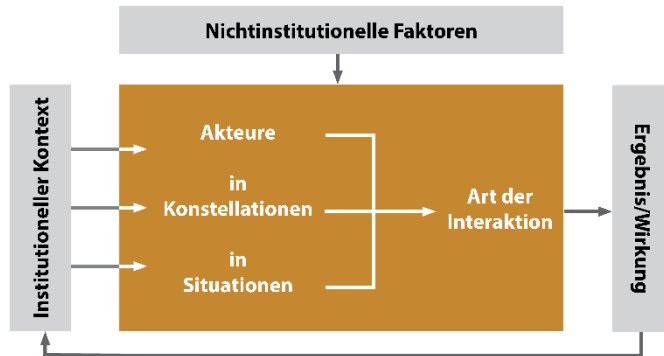 Nichtinstitutionelle Faktoren
Institutioneller Kontext
Akteure
in
Konstellationen
in
Situationen
Art der
Interaktion
Ergebnis/Wirkung